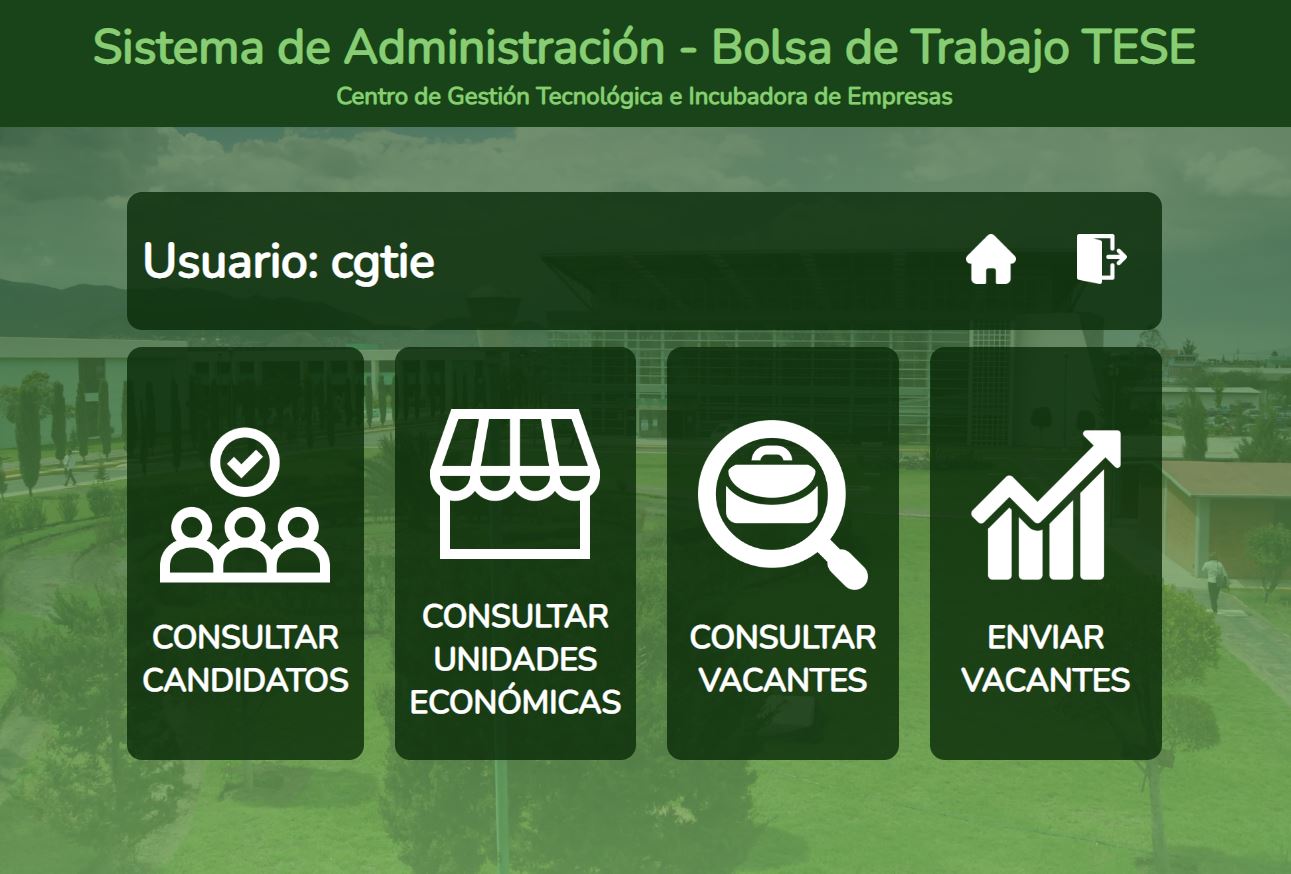 Sistema de Administración - Bolsa de Trabajo TESE
Centro de Gestión Tecnológica e Incubadora de Empresas
Usuario: cgtie
CONSULTAR
CANDIDATOS
CONSULTAR
UNIDADES
ECONÓMICAS
CONSULTAR
VACANTES
ENVIAR
VACANTES